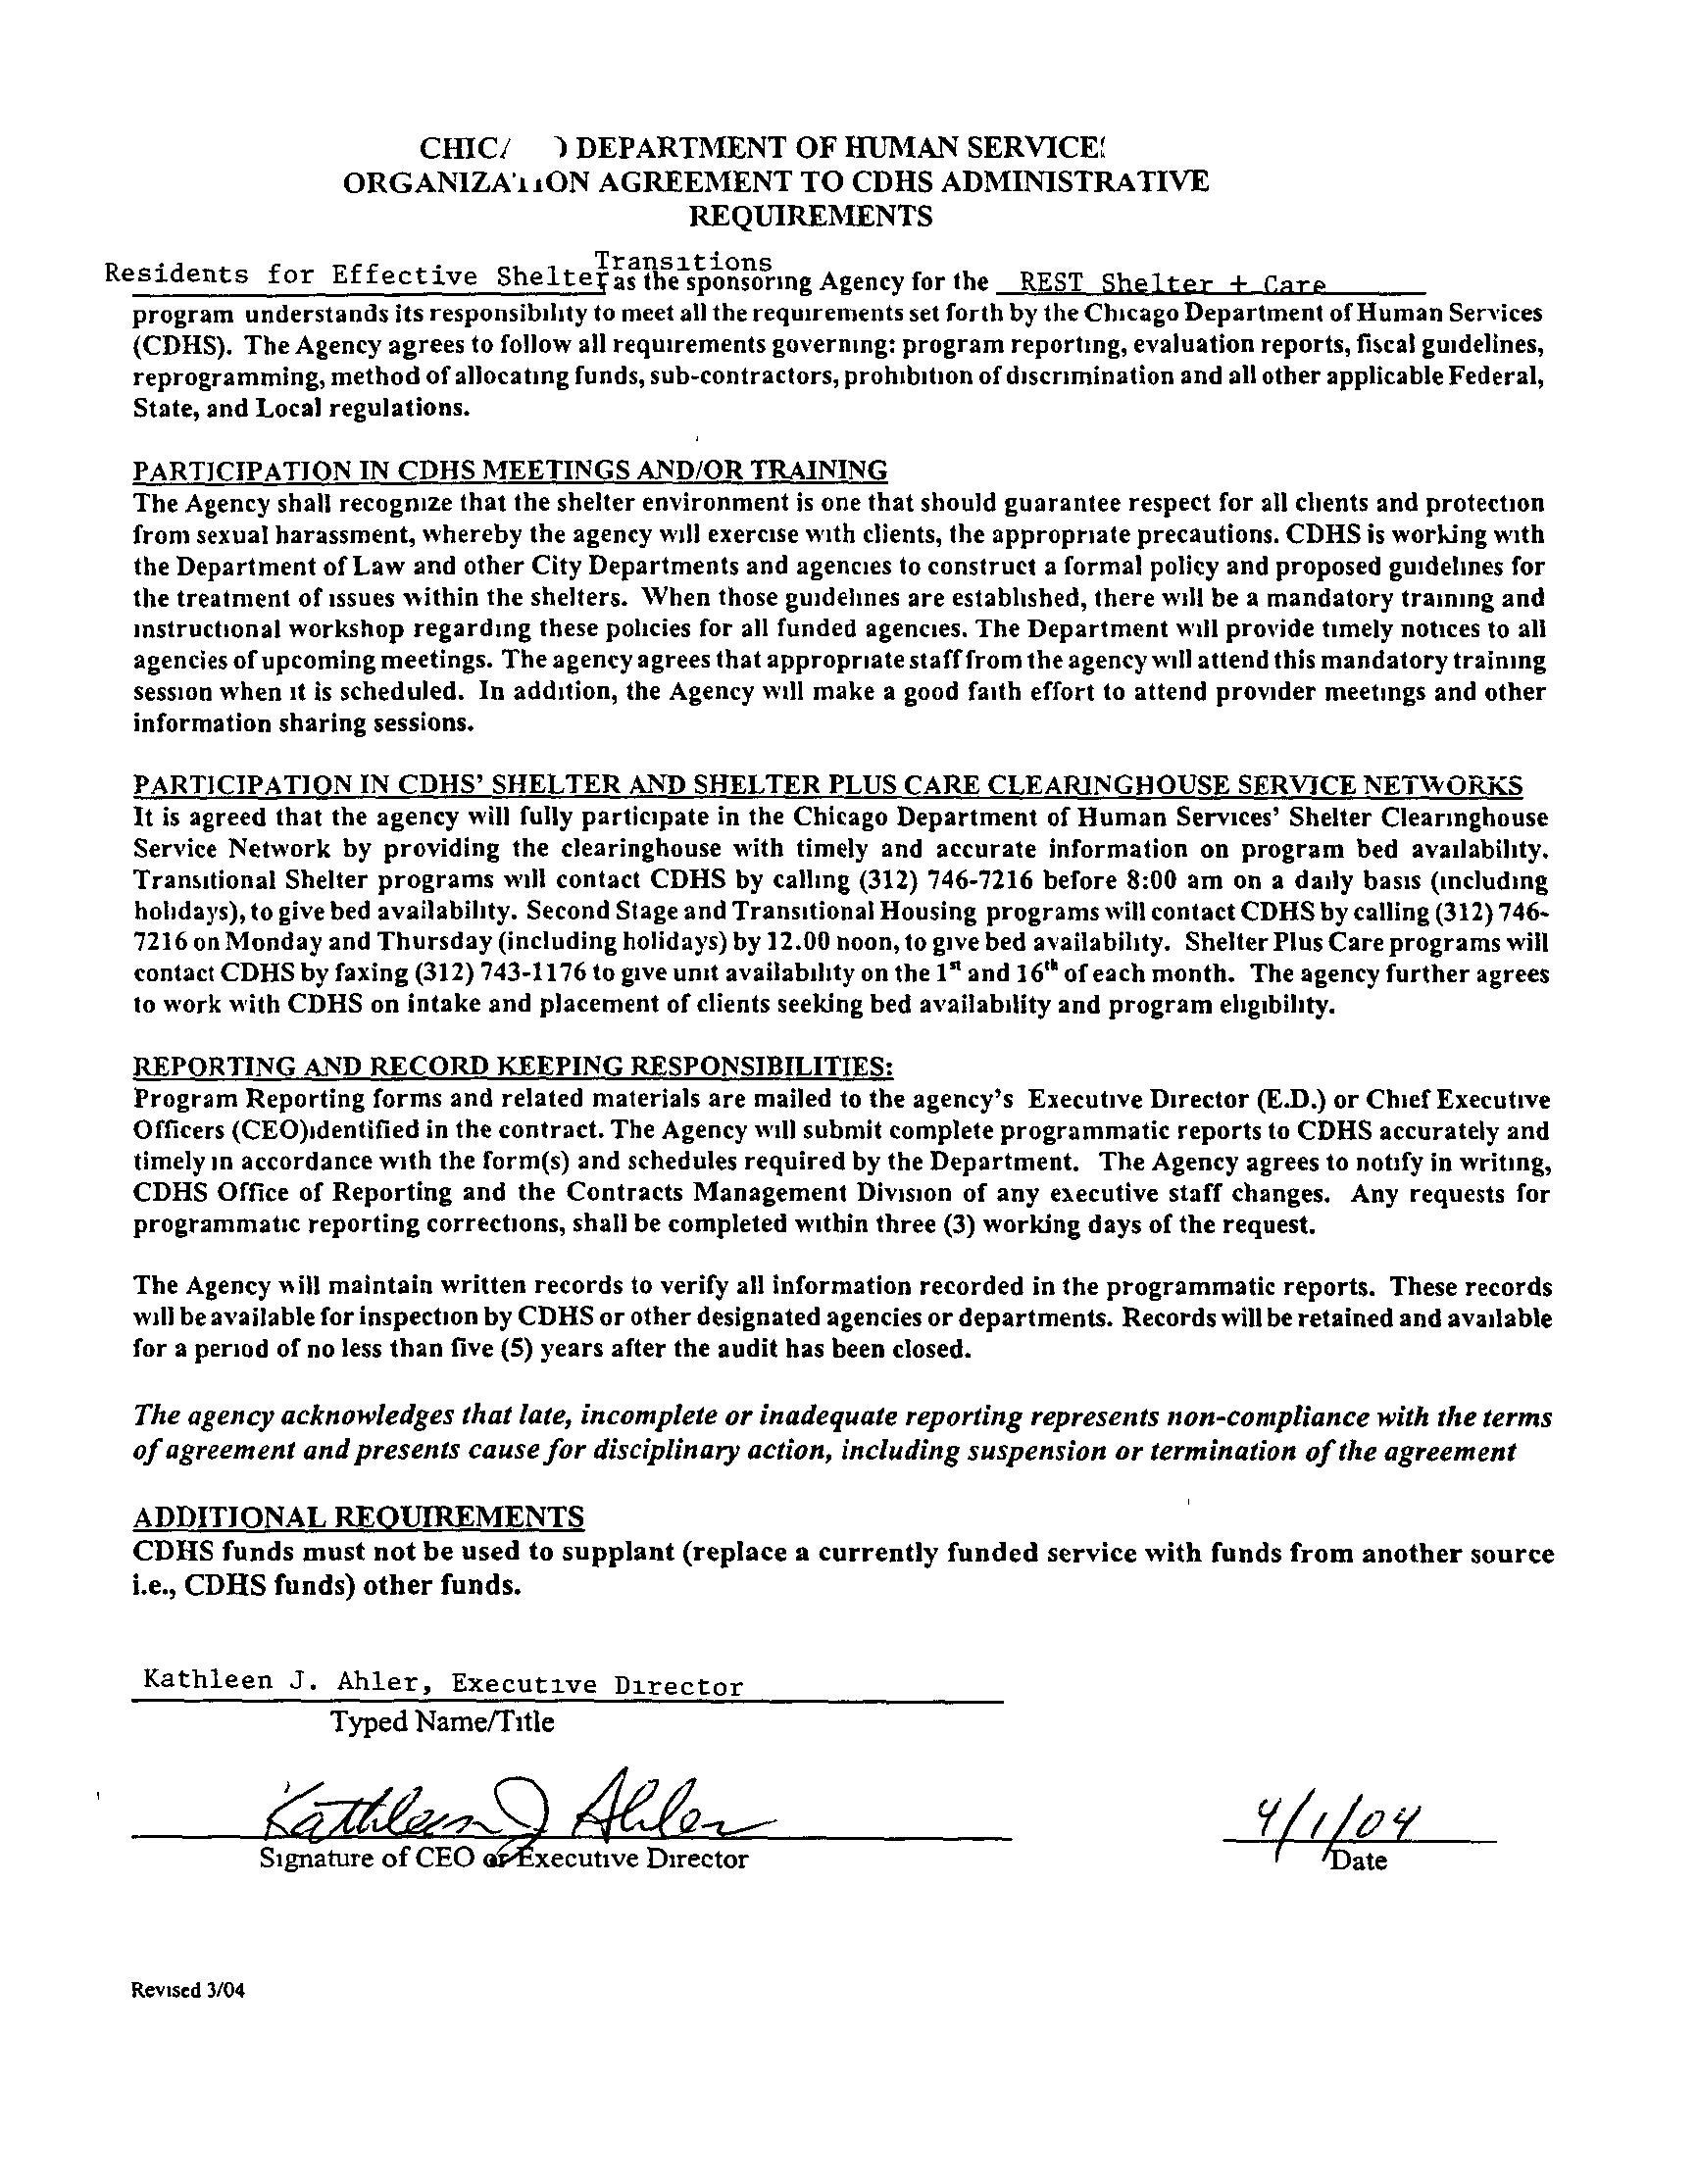 DEPARTMENT OF HUMAN
AGREEMENT TO CDHS ADMINISTRATIVE
REQUIREMENTS
Transitions
Residents for Effective Shelter as the sponsoring Agency for the REST Shelter + Care
program understands its responsibility to meet all the requirements set forth by the Chicago Department of Human Services
(CDHS). The Agency agrees to follow all requirements governing: program reporting, evaluation reports, fiscal guidelines,
reprogramming, method of allocating funds, sub-contractors, prohibition of discrimination and all other applicable Federal,
State, and Local regulations.
PARTICIPATION IN CDHS MEETINGS AND/OR TRAINING
The Agency shall recognize that the shelter environment is one that should guarantee respect for all clients and protection
from sexual harassment, whereby the agency will exercise with clients, the appropriate precautions. CDHS is working with
the Department of Law and other City Departments and agencies to construct a formal policy and proposed guidelines for
the treatment of issues within the shelters. When those guidelines are established, there will be a mandatory training and
instructional workshop regarding these policies for all funded agencies. The Department will provide timely notices to all
agencies of upcoming meetings. The agency agrees that appropriate staff from the agency will attend this mandatory training
session when it is scheduled. In addition, the Agency will make a good faith effort to attend provider meetings and other
information sharing sessions.
PARTICIPATION IN CDHS' SHELTER AND SHELTER PLUS CARE CLEARINGHOUSE SERVICE NETWORKS
It is agreed that the agency will fully participate in the Chicago Department of Human Services' Shelter Clearinghouse
Service Network by providing the clearinghouse with timely and accurate information on program bed availability.
Transitional Shelter programs will contact CDHS by calling (312) 746-7216 before 8:00 am on a daily basis (including
holidays), to give bed availability. Second Stage and Transitional Housing programs will contact CDHS by calling (312) 746-
7216 on Monday and Thursday (including holidays) by 12.00 noon, to give bed availability. Shelter Plus Care programs will
contact CDHS by faxing (312) 743-1176 to give unit availability on the 1st and 16th of each month. The agency further agrees
to work with CDHS on intake and placement of clients seeking bed availability and program eligibility.
REPORTING AND RECORD KEEPING RESPONSIBILITIES:
Program Reporting forms and related materials are mailed to the agency's Executive Director (E.D.) or Chief Executive
Officers (CEO)identified in the contract. The Agency will submit complete programmatic reports to CDHS accurately and
timely in accordance with the form(s) and schedules required by the Department. The Agency agrees to notify in writing,
CDHS Office of Reporting and the Contracts Management Division of any executive staff changes. Any requests for
programmatic reporting corrections, shall be completed within three (3) working days of the request.
The Agency will maintain written records to verify all information recorded in the programmatic reports. These records
will be available for inspection by CDHS or other designated agencies or departments. Records will be retained and available
for a period of no less than five (5) years after the audit has been closed.
The agency acknowledges that late, incomplete or inadequate reporting represents non-compliance with the terms
of agreement and presents cause for disciplinary action, including suspension or termination of the agreement
ADDITIONAL REQUIREMENTS
CDHS funds must not be used to supplant (replace a currently funded service with funds from another source
i.e., CDHS funds) other funds.
Kathleen J. Ahler, Executive Director
Typed Name/Title
Kathleen J Ahler 4/1/04
Signature of CEO or Executive Director Date
Revised 3/04